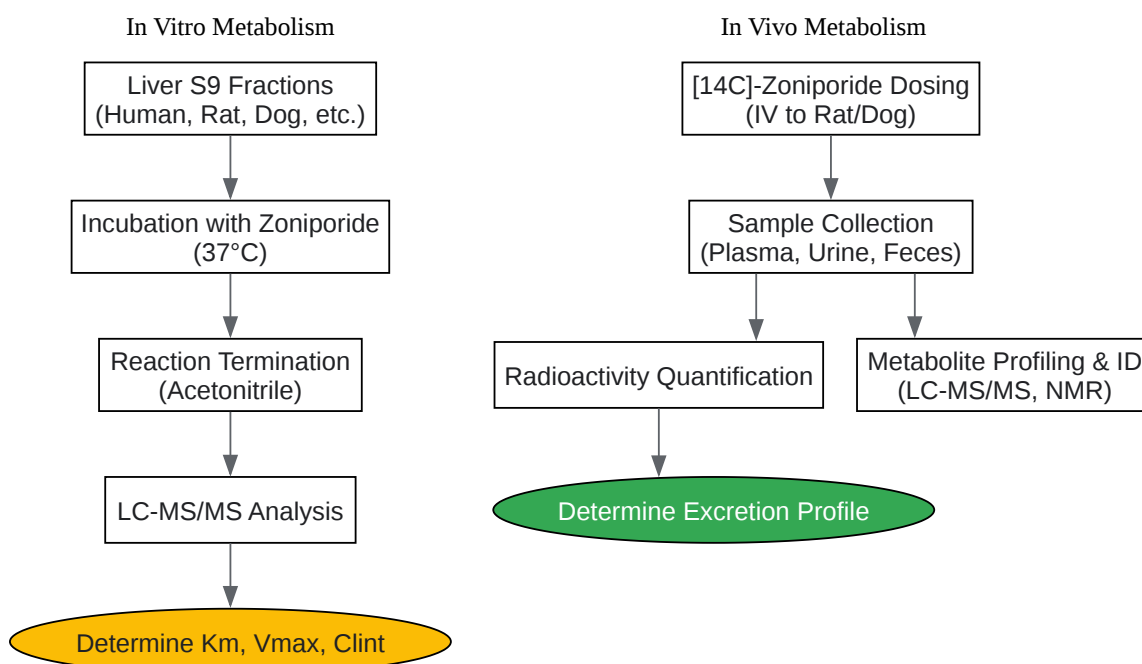 In Vitro Metabolism
Liver S9 Fractions
(Human, Rat, Dog, etc.)
Incubation with Zoniporide
(37°C)
Reaction Termination
(Acetonitrile)
LC-MS/MS Analysis
Determine Km, Vmax, Clint
In Vivo Metabolism
[14C]-Zoniporide Dosing
(IV to Rat/Dog)
Sample Collection
(Plasma, Urine, Feces)
Radioactivity Quantification
Metabolite Profiling & ID
(LC-MS/MS, NMR)
Determine Excretion Profile